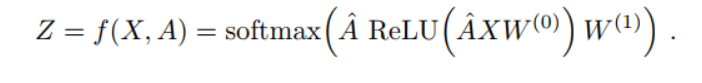 Z = f(X, A) = softmax(Â ReLU(ÂXW⁽⁰⁾) W⁽¹⁾) .